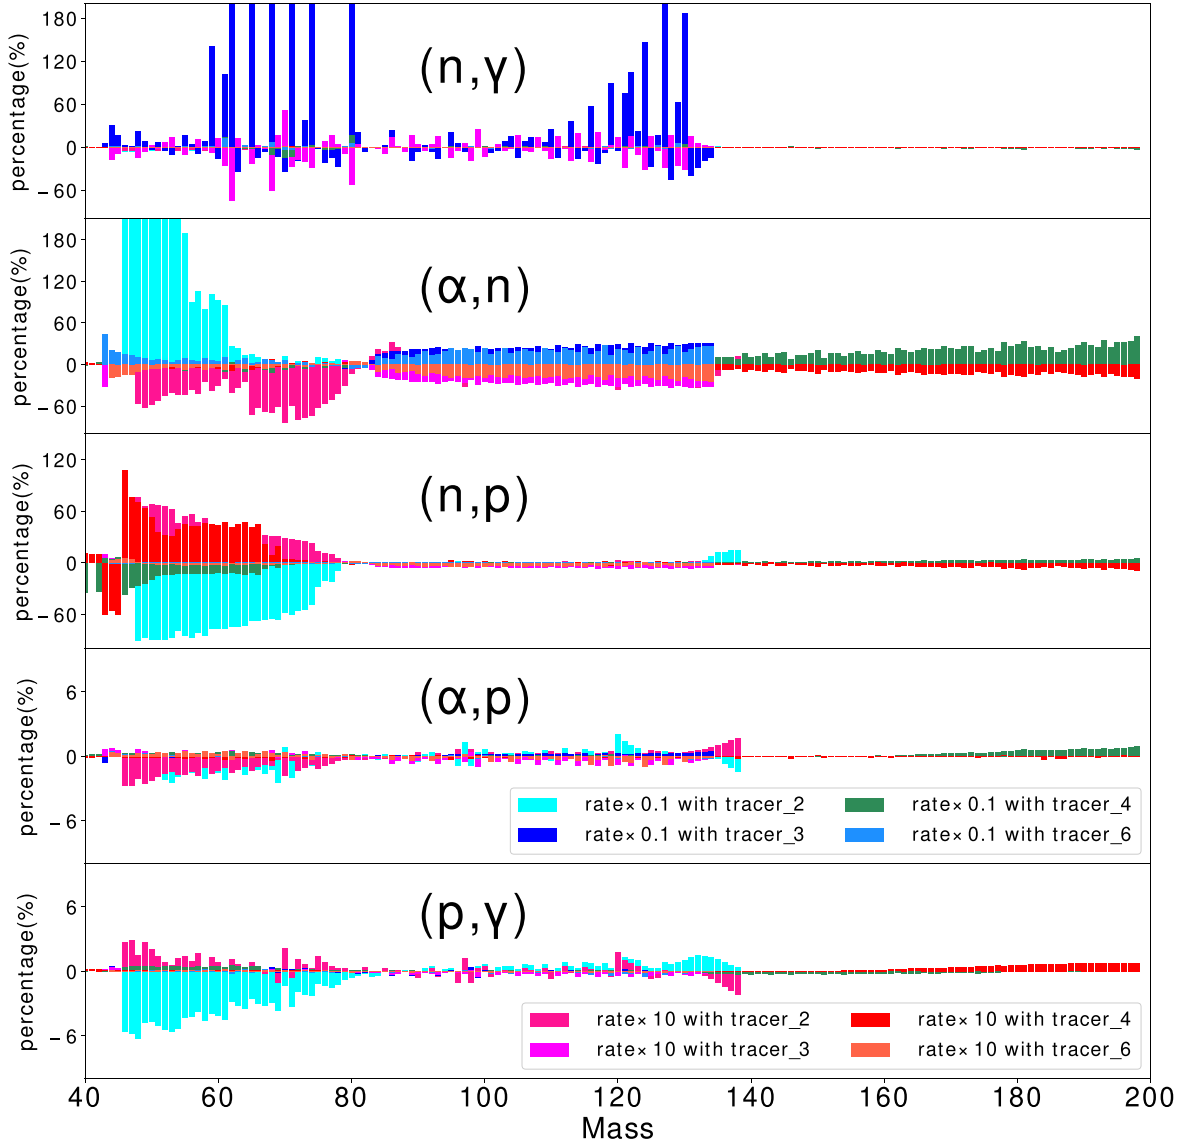 180
120
60
0
−60
percentage(%)
(n,γ)
180
120
60
0
−60
percentage(%)
(α,n)
120
60
0
−60
percentage(%)
(n,p)
6
0
−6
percentage(%)
(α,p)
rate× 0.1 with tracer_2
rate× 0.1 with tracer_4
rate× 0.1 with tracer_3
rate× 0.1 with tracer_6
6
0
−6
percentage(%)
(p,γ)
rate× 10 with tracer_2
rate× 10 with tracer_4
rate× 10 with tracer_3
rate× 10 with tracer_6
40 60 80 100 120 140 160 180 200
Mass